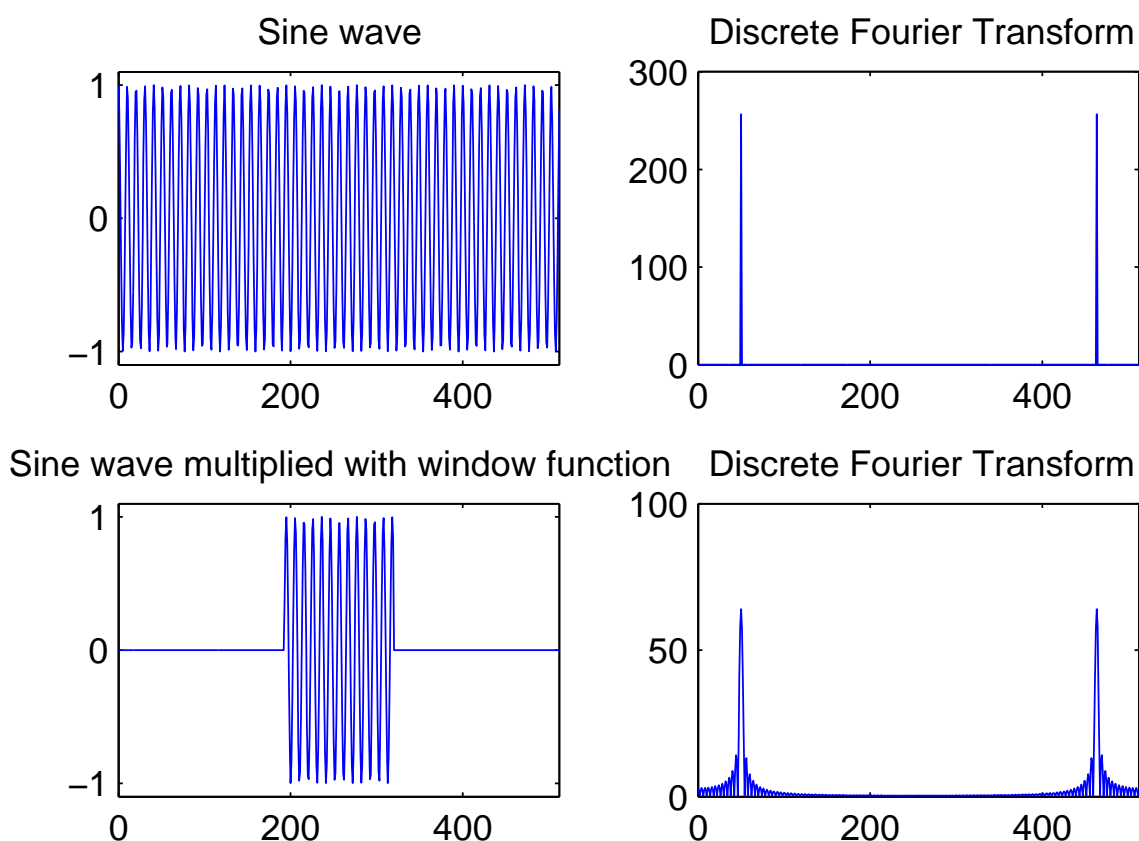 Sine wave
1
0
−1
0 200 400
Discrete Fourier Transform
300
200
100
0
0 200 400
Sine wave multiplied with window function
1
0
−1
0 200 400
Discrete Fourier Transform
100
50
0
0 200 400